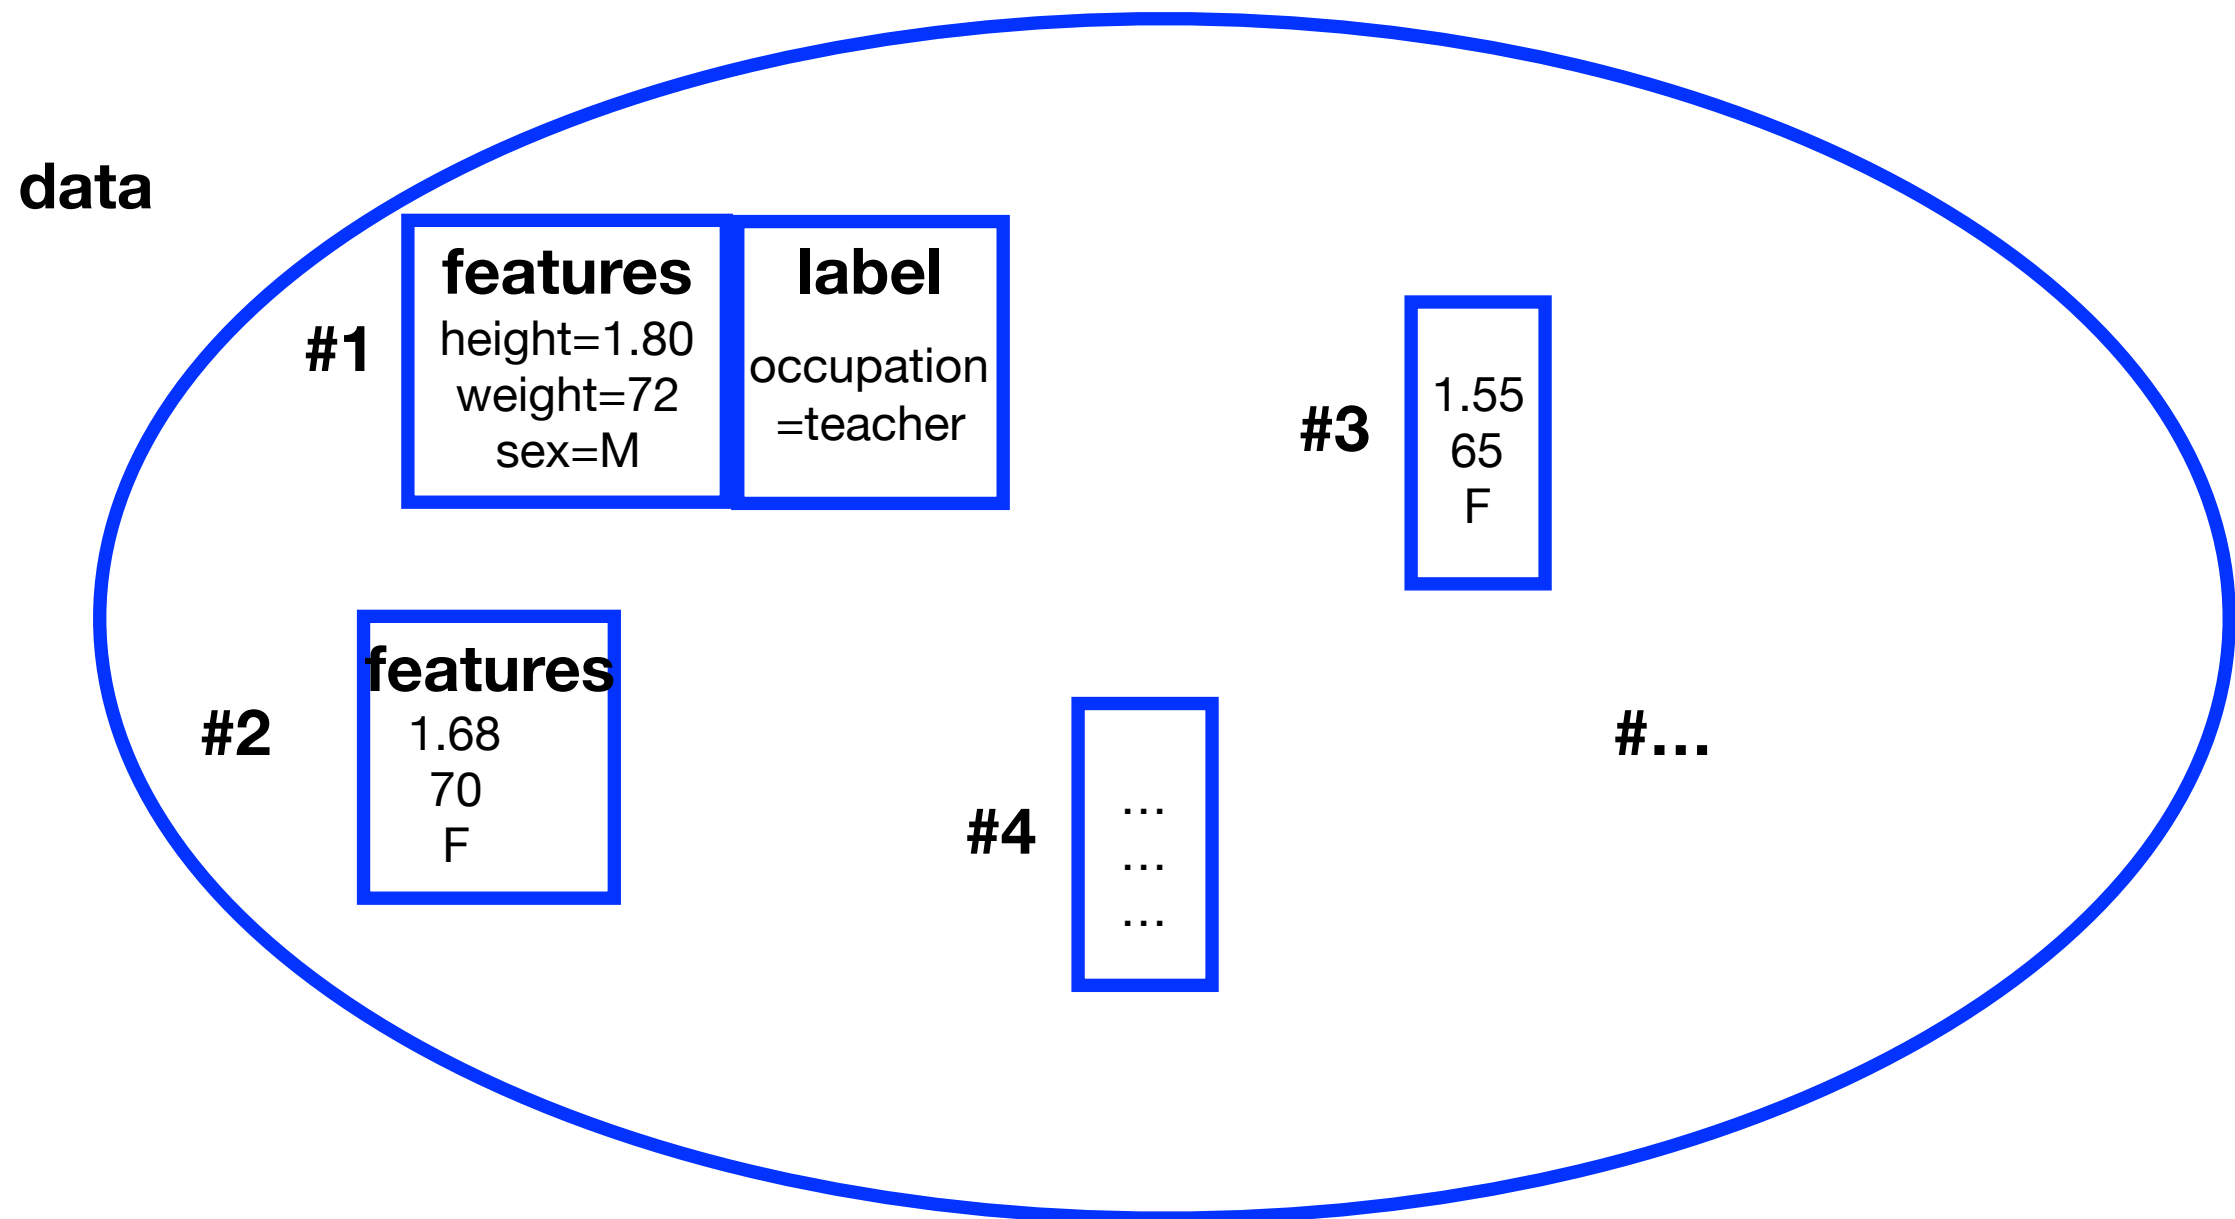 data
#1
features
height=1.80
weight=72
sex=M
label
occupation
=teacher
#3
1.55
65
F
#2
features
1.68
70
F
#4
...
...
...
#...